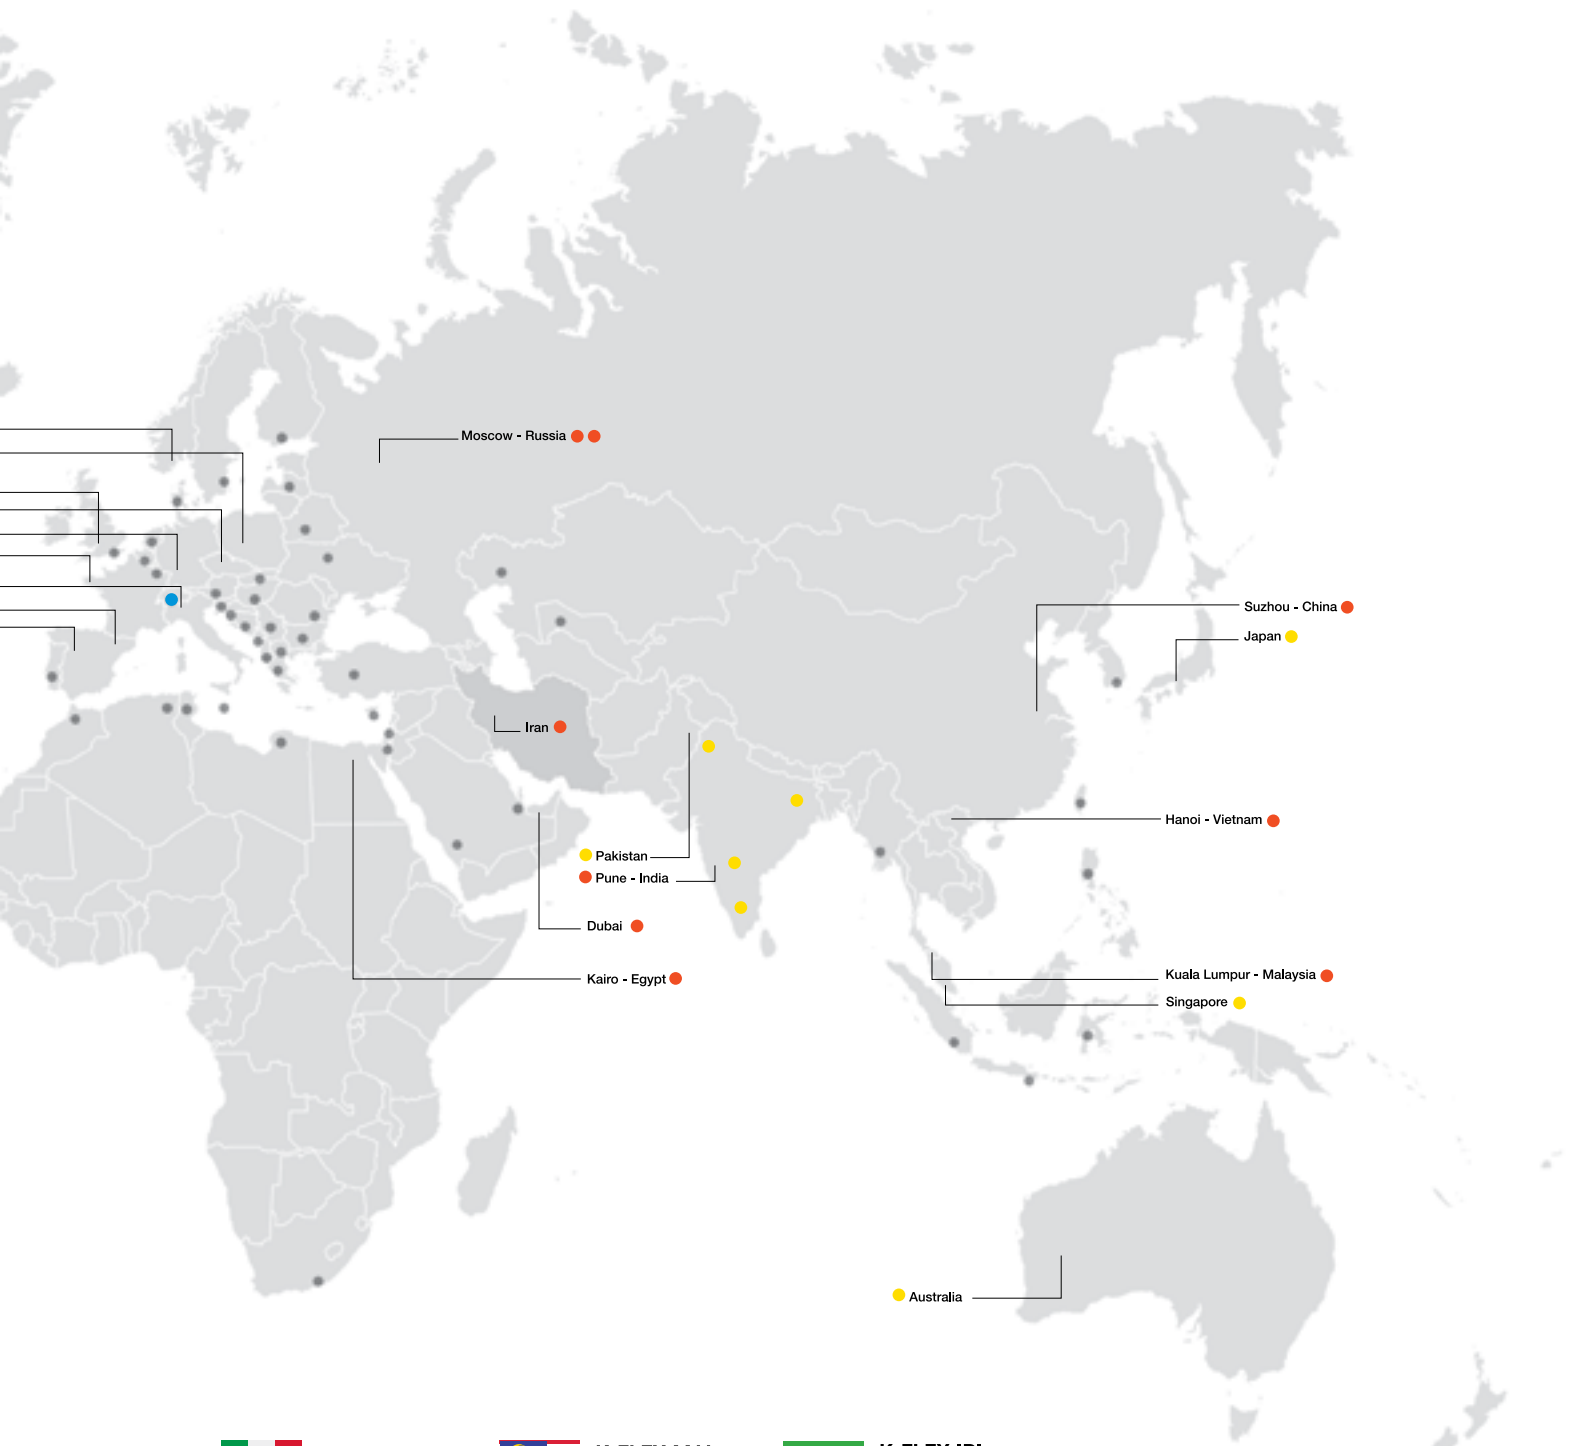 Moscow - Russia
Suzhou - China
Japan
Iran
Hanoi - Vietnam
Pakistan
Pune - India
Dubai
Kairo - Egypt
Kuala Lumpur - Malaysia
Singapore
Australia